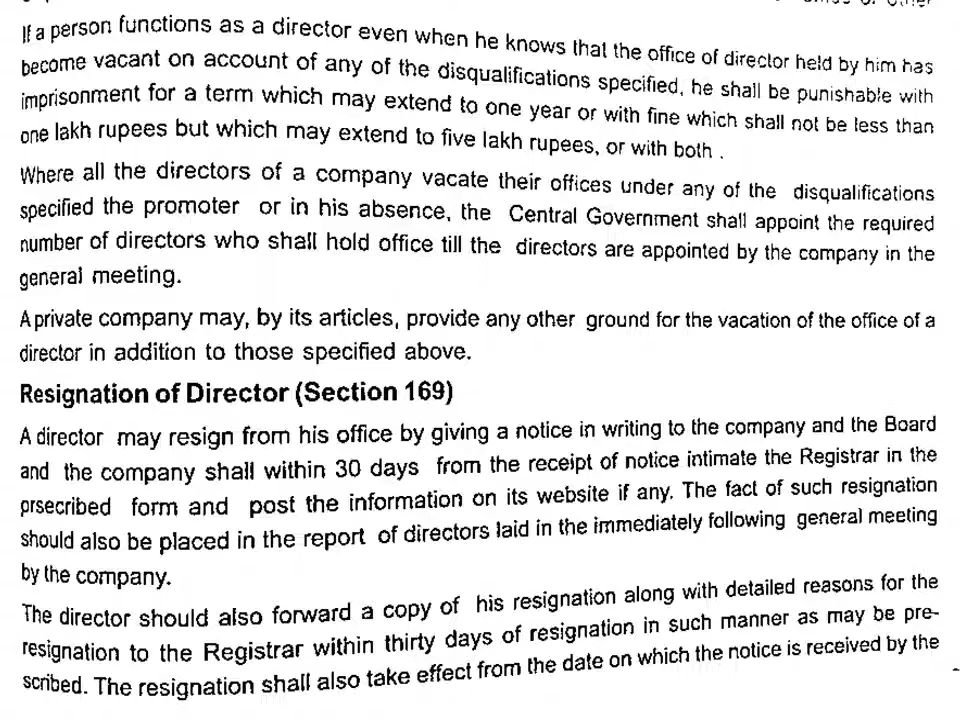 If a person functions as a director even when he knows that the office of director held by him has
become vacant on account of any of the disqualifications specified, he shall be punishable with
imprisonment for a term which may extend to one year or with fine which shall not be less than
one lakh rupees but which may extend to five lakh rupees, or with both .
Where all the directors of a company vacate their offices under any of the disqualifications
specified the promoter or in his absence, the Central Government shall appoint the required
number of directors who shall hold office till the directors are appointed by the company in the
general meeting.
A private company may, by its articles, provide any other ground for the vacation of the office of a
director in addition to those specified above.
Resignation of Director (Section 169)
A director may resign from his office by giving a notice in writing to the company and the Board
and the company shall within 30 days from the receipt of notice intimate the Registrar in the
prsecribed form and post the information on its website if any. The fact of such resignation
should also be placed in the report of directors laid in the immediately following general meeting
by the company.
The director should also forward a copy of his resignation along with detailed reasons for the
resignation to the Registrar within thirty days of resignation in such manner as may be pre-
scribed. The resignation shall also take effect from the date on which the notice is received by the